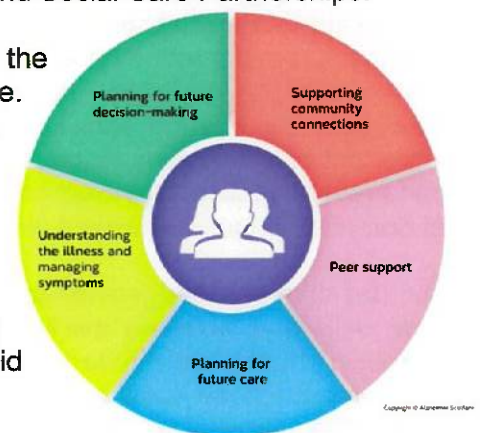 the
e.
id
Planning for future
decision-making
Supporting
community
connections
Understanding
the illness and
managing
symptoms
Peer support
Planning for
future care
Copyright © Alzheimer Scotland